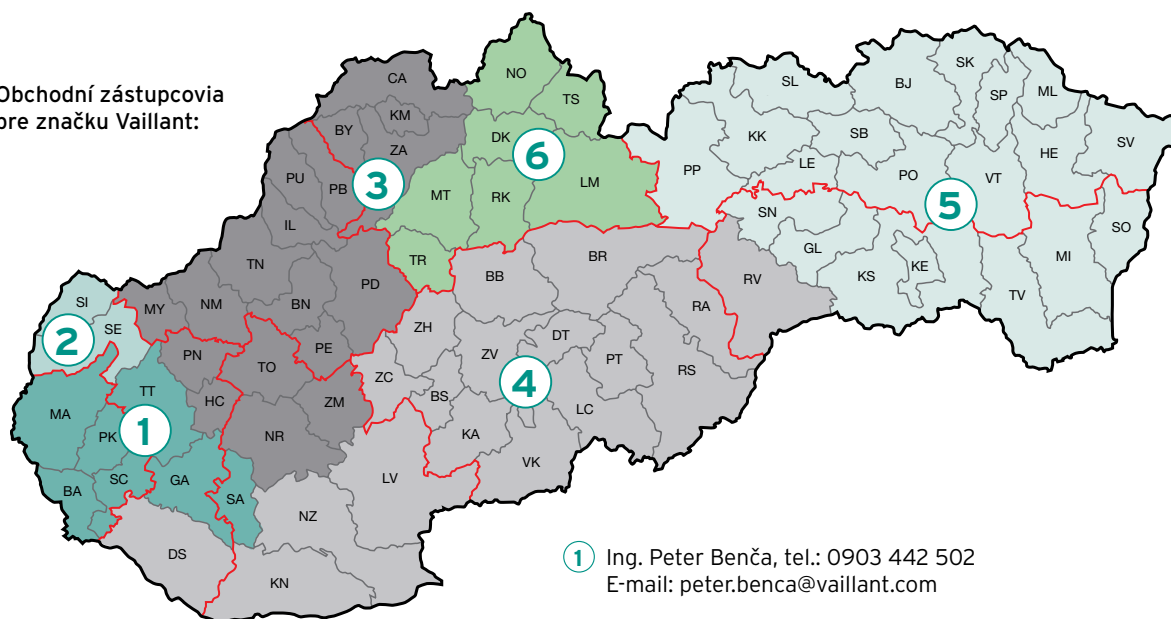 Obchodní zástupcovia
pre značku Vaillant:
CA
NO
TS
BY
KM
ZA
DK
6
PU
PB
3
MT
RK
LM
IL
TR
SL
BJ
SK
SP
ML
KK
SB
SV
PP
LE
PO
VT
HE
5
SN
GL
KS
KE
TV
MI
SO
TN
PD
BB
BR
RV
SI
MY
NM
BN
RA
SE
2
PN
PE
ZH
DT
TO
ZV
PT
RS
TT
ZC
4
MA
HC
ZM
BS
LC
PK
1
NR
KA
VK
BA
SC
GA
SA
LV
NZ
DS
KN
1 Ing. Peter Benča, tel.: 0903 442 502
E-mail: peter.benca@vaillant.com